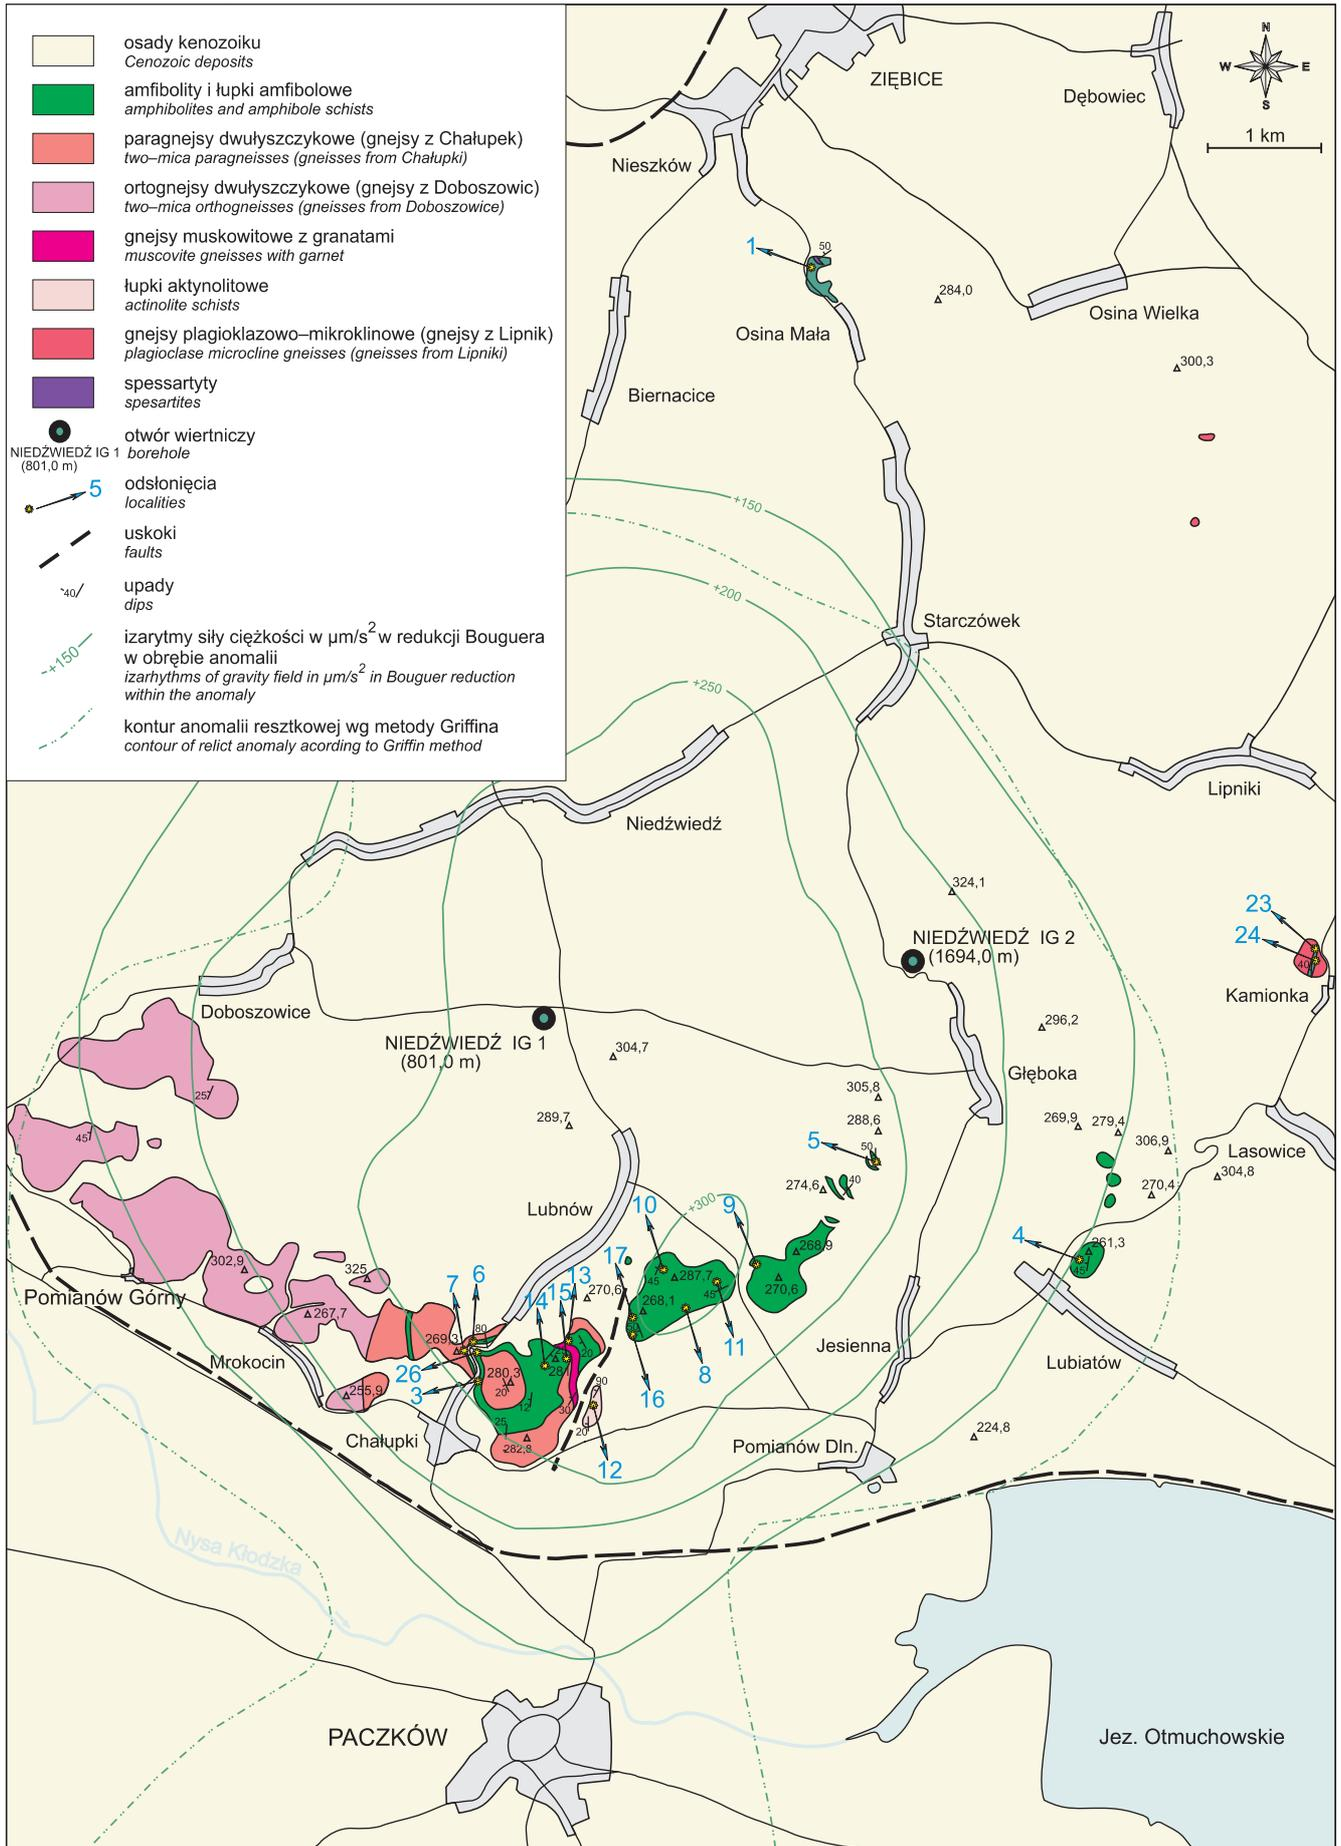 osady kenozoiku
Cenozoic deposits
amfibolity i łupki amfibolowe
amphibolites and amphibole schists
paragnejsy dwułyszczykowe (gnejsy z Chałupek)
two–mica paragneisses (gneisses from Chałupki)
ortognejsy dwułyszczykowe (gnejsy z Doboszowic)
two–mica orthogneisses (gneisses from Doboszowice)
gnejsy muskowitowe z granatami
muscovite gneisses with garnet
łupki aktynolitowe
actinolite schists
gnejsy plagioklazowo–mikroklinowe (gnejsy z Lipnik)
plagioclase microcline gneisses (gneisses from Lipniki)
spessartyty
spesartites
otwór wiertniczy
borehole
NIEDŹWIEDŹ IG 1
(801,0 m)
5
odsłonięcia
localities
uskoki
faults
40
upady
dips
+150
izarytmy siły ciężkości w µm/s2 w redukcji Bouguera
w obrębie anomalii
izarhythms of gravity field in µm/s2 in Bouguer reduction
within the anomaly
kontur anomalii resztkowej wg metody Griffina
contour of relict anomaly acording to Griffin method
N
W E
S
1 km
ZIĘBICE
Dębowiec
Nieszków
1
50
284,0
Osina Wielka
Osina Mała
300,3
Biernacice
+150
+200
Starczówek
+250
Lipniki
Niedźwiedź
324,1
23
24
40
NIEDŹWIEDŹ IG 2
(1694,0 m)
Kamionka
Doboszowice
NIEDŹWIEDŹ IG 1
(801,0 m)
296,2
304,7
Głęboka
25
305,8
288,6
289,7
269,9
279,4
306,9
45
5
50
Lasowice
274,6
40
270,4
304,8
Lubnów
+300
10
9
4
261,3
45
302,9
325
17
268,9
287,7
45
45
270,6
Pomianów Górny
7
6
13
15
14
270,6
268,1
267,7
80
269,3
50
11
8
16
Jesienna
Lubiatów
Mrokocin
26
3
280,3
20
281
20
12
30
90
255,9
25
20
282,8
12
Chałupki
Pomianów Dln.
224,8
Nysa Kłodzka
PACZKÓW
Jez. Otmuchowskie